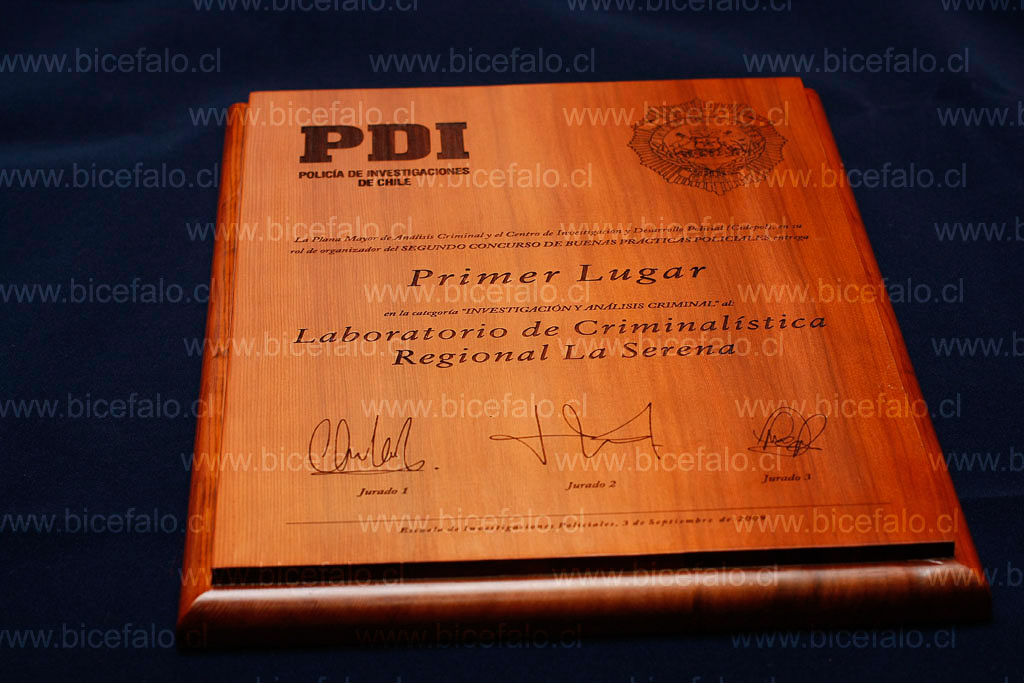 PDI
POLICÍA DE INVESTIGACIONES
DE CHILE
La Plana Mayor de Análisis Criminal y el Centro de Investigación y Desarrollo Policial (Cidepol), en su
rol de organizador del SEGUNDO CONCURSO DE BUENAS PRÁCTICAS POLICIALES entrega
Primer Lugar
en la categoría "INVESTIGACIÓN Y ANÁLISIS CRIMINAL" al:
Laboratorio de Criminalística
Regional La Serena
Jurado 1 Jurado 2 Jurado 3
Escuela de Investigaciones Policiales, 3 de Septiembre de
www.bicefalo.cl